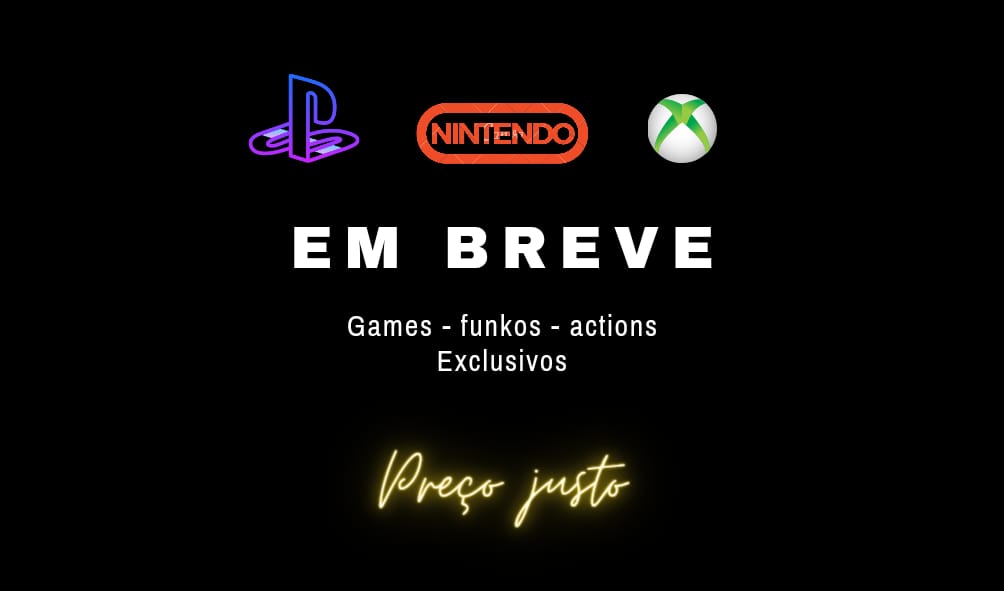 NINTENDO
EM BREVE
Games - funkos - actions
Exclusivos
Preço justo